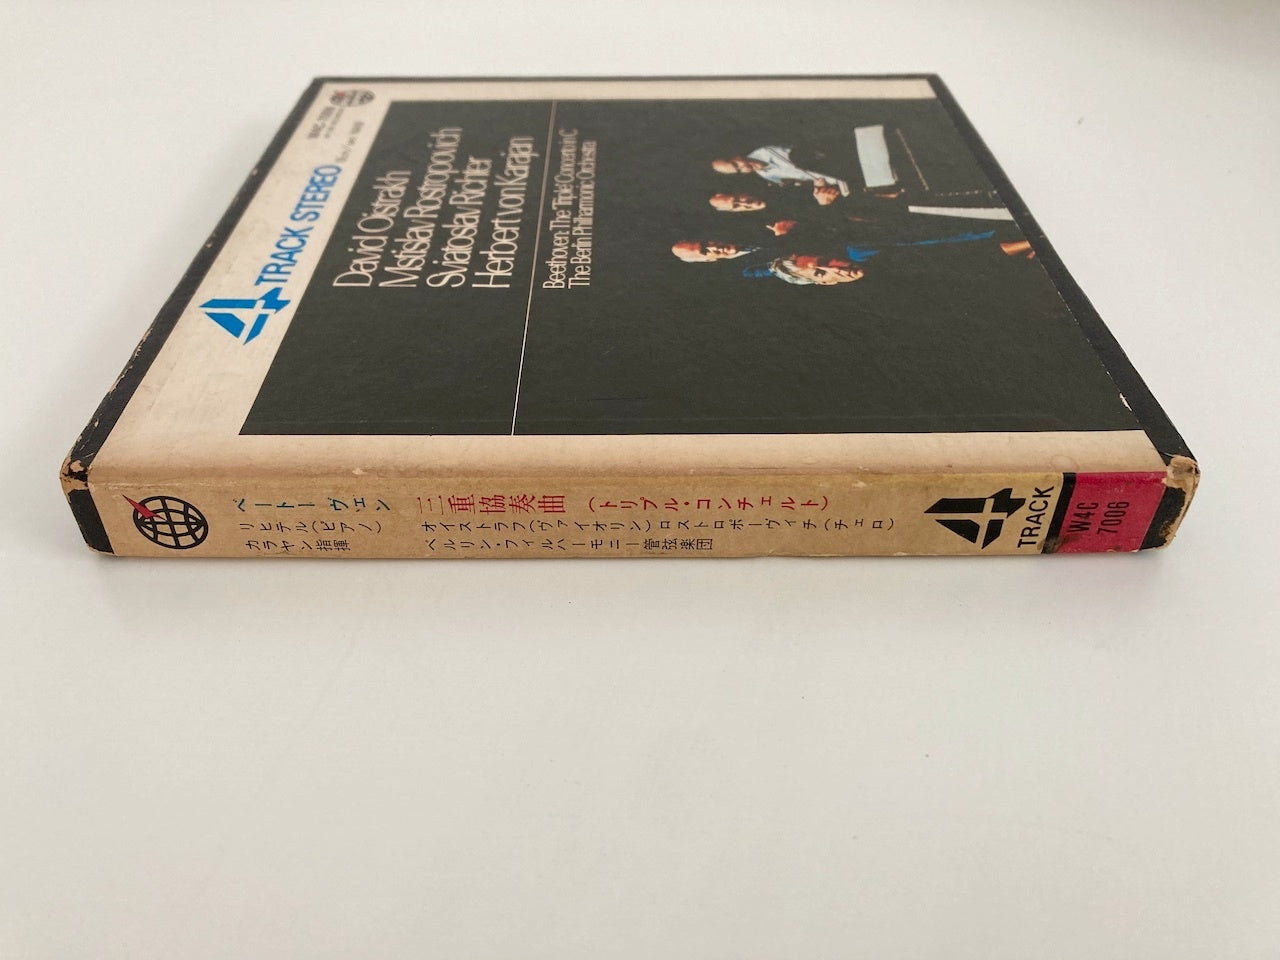 4 TRACK STEREO
David Oistrakh
Mstislav Rostropovich
Sviatoslav Richter
Herbert von Karajan
Beethoven: The Triple Concerto in C
The Berlin Philharmonic Orchestra
ベートーヴェン 三重協奏曲（トリプル・コンチェルト）
リヒテル（ピアノ） オイストラフ（ヴァイオリン）ロストロポーヴィチ（チェロ）
カラヤン指揮 ベルリン・フィルハーモニー管弦楽団
4 TRACK
W4C
7006